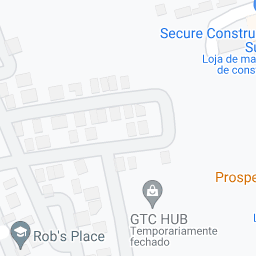 Secure Constru
Su
Loja de ma
de cons
Prospe
GTC HUB
Temporariamente
fechado
Rob's Place
L